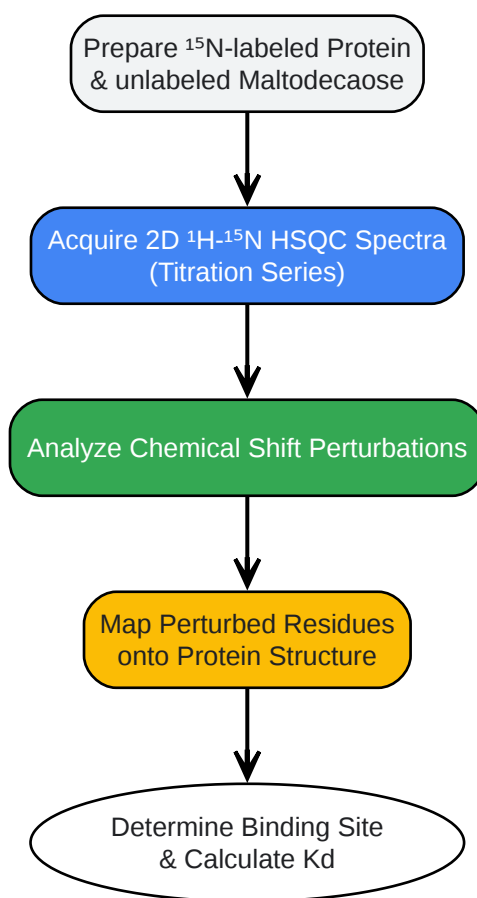 Prepare ¹⁵N-labeled Protein
& unlabeled Maltodecaose
Acquire 2D ¹H-¹⁵N HSQC Spectra
(Titration Series)
Analyze Chemical Shift Perturbations
Map Perturbed Residues
onto Protein Structure
Determine Binding Site
& Calculate Kd